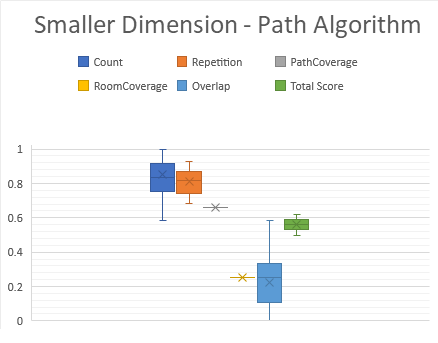 Smaller Dimension - Path Algorithm
Count Repetition PathCoverage
RoomCoverage Overlap Total Score
1
0.8
0.6
0.4
0.2
0